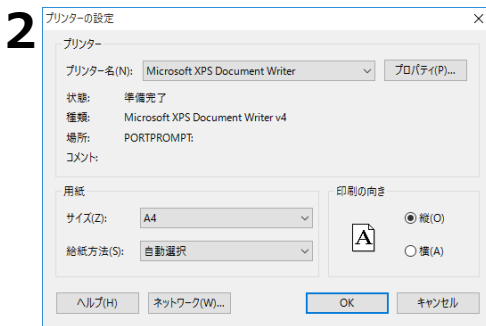 2
プリンターの設定
プリンター
プリンター名(N): Microsoft XPS Document Writer プロパティ(P)...
状態: 準備完了
種類: Microsoft XPS Document Writer v4
場所: PORTPROMPT:
コメント:
用紙
サイズ(Z): A4
給紙方法(S): 自動選択
印刷の向き
A
縦(O)
横(A)
ヘルプ(H) ネットワーク(W)... OK キャンセル